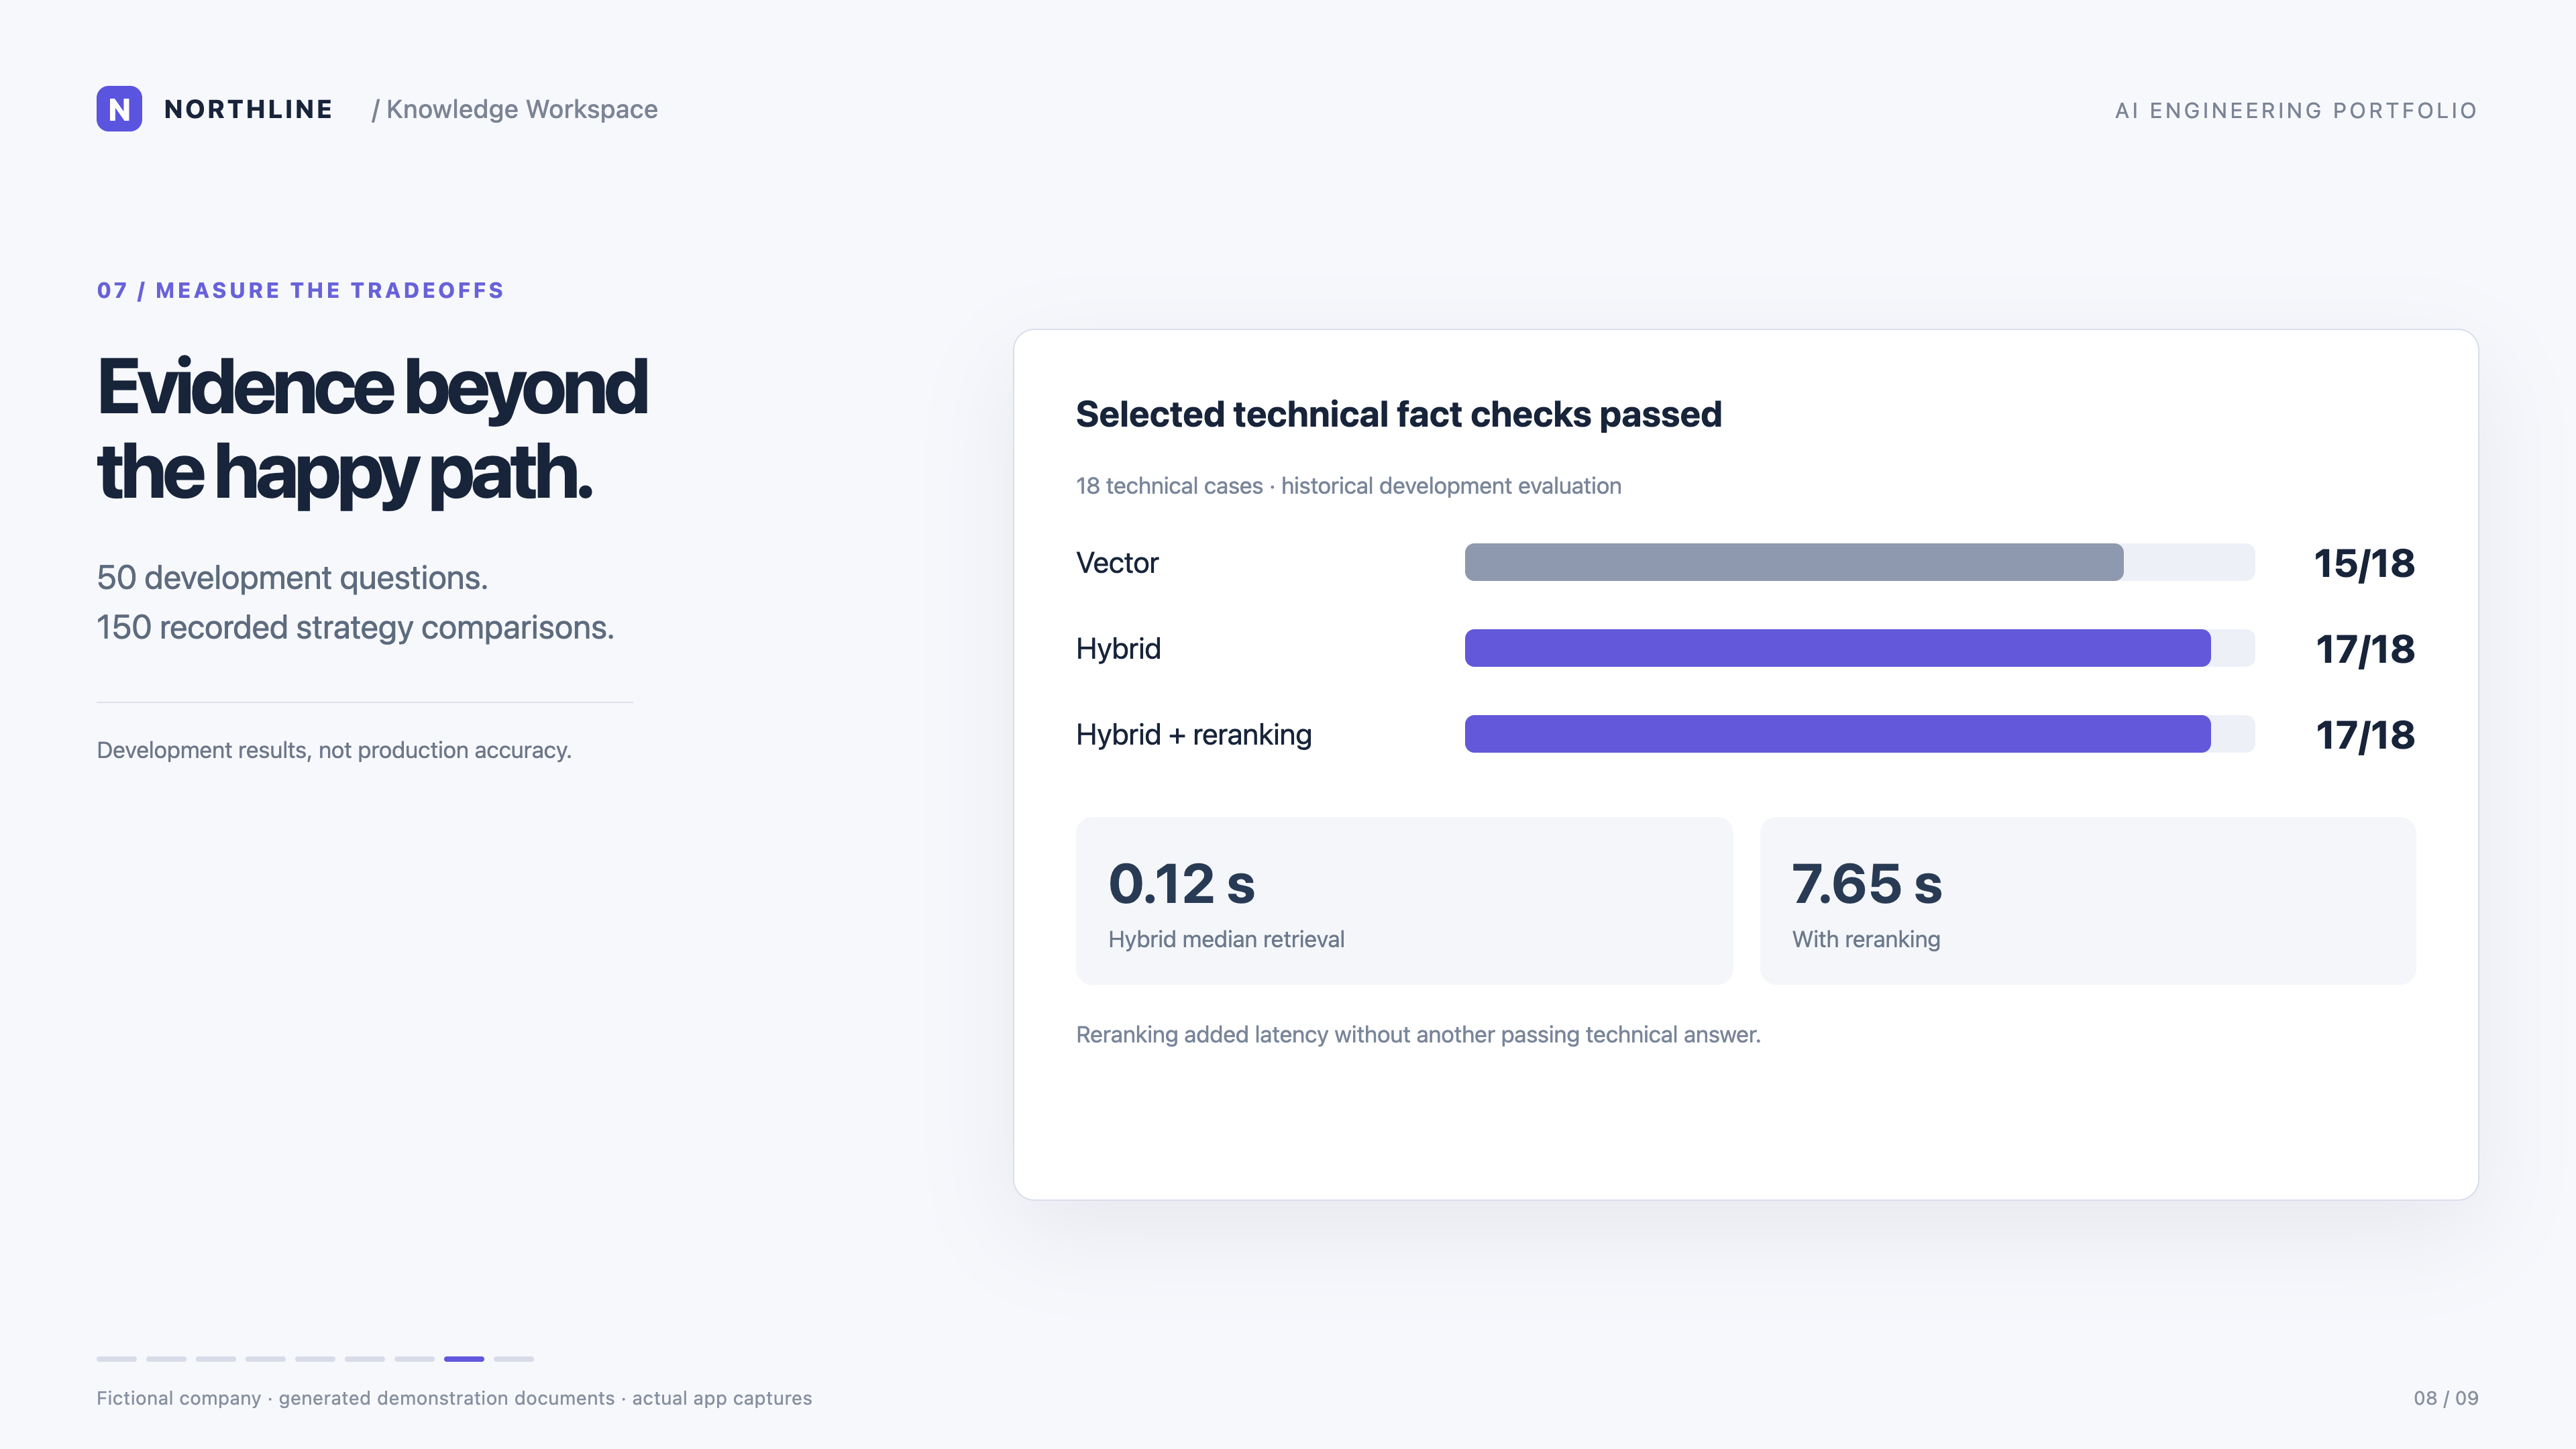 N NORTHLINE / Knowledge Workspace
AI ENGINEERING PORTFOLIO
07 / MEASURE THE TRADEOFFS
Evidence beyond
the happy path.
50 development questions.
150 recorded strategy comparisons.
Development results, not production accuracy.
Selected technical fact checks passed
18 technical cases · historical development evaluation
Vector 15/18
Hybrid 17/18
Hybrid + reranking 17/18
0.12 s
Hybrid median retrieval
7.65 s
With reranking
Reranking added latency without another passing technical answer.
Fictional company · generated demonstration documents · actual app captures
08 / 09